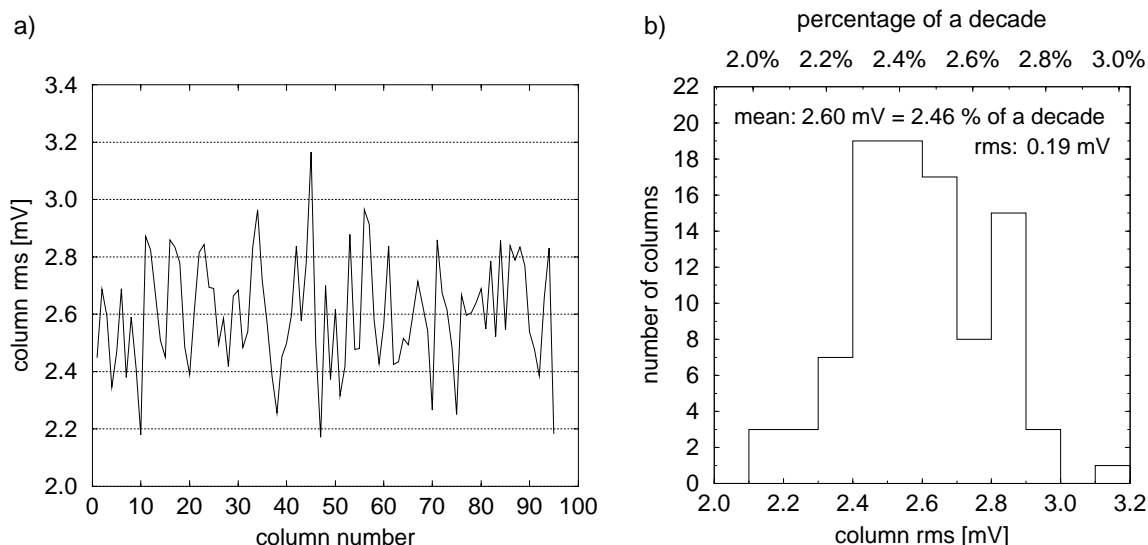 a)
3.4
3.2
3.0
2.8
2.6
2.4
2.2
2.0
column rms [mV]
0 10 20 30 40 50 60 70 80 90 100
column number
b)
percentage of a decade
2.0% 2.2% 2.4% 2.6% 2.8% 3.0%
22
20
18
16
14
12
10
8
6
4
2
0
number of columns
mean: 2.60 mV = 2.46 % of a decade
rms: 0.19 mV
2.0 2.2 2.4 2.6 2.8 3.0 3.2
column rms [mV]